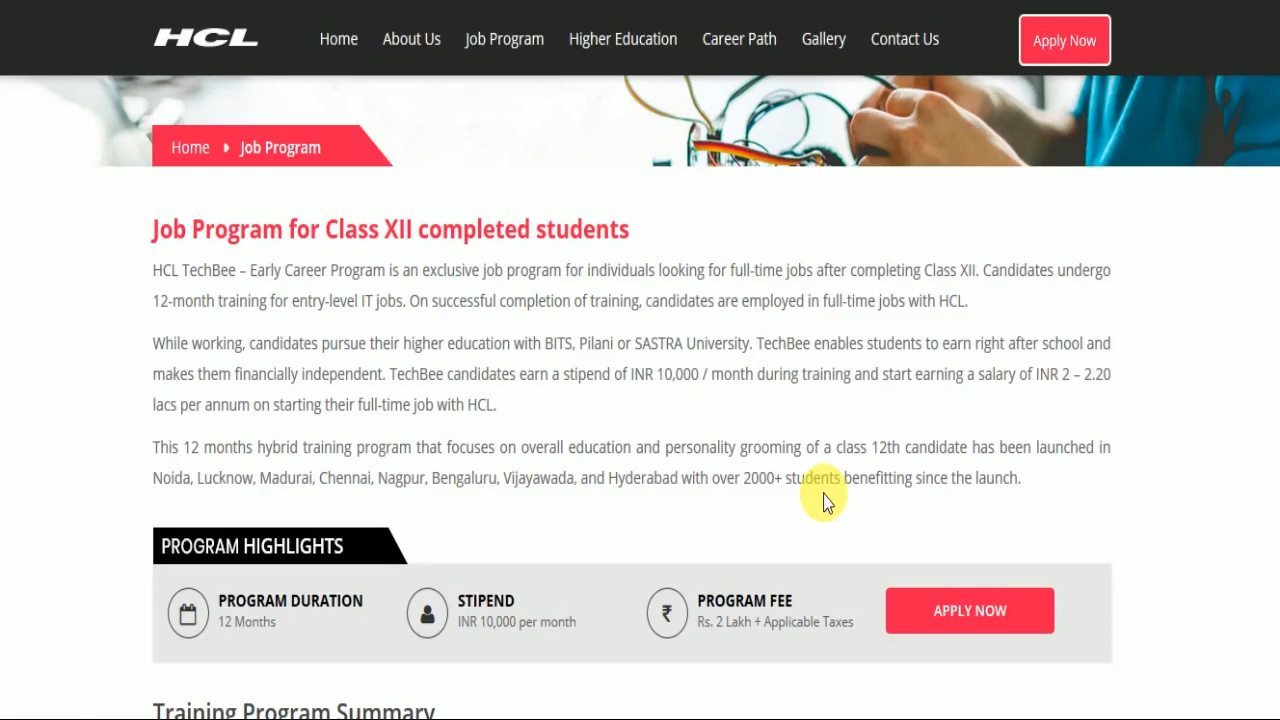 HCL
Home About Us Job Program Higher Education Career Path Gallery Contact Us Apply Now
Home Job Program
Job Program for Class XII completed students
HCL TechBee – Early Career Program is an exclusive job program for individuals looking for full-time jobs after completing Class XII. Candidates undergo
12-month training for entry-level IT jobs. On successful completion of training, candidates are employed in full-time jobs with HCL.
While working, candidates pursue their higher education with BITS, Pilani or SASTRA University. TechBee enables students to earn right after school and
makes them financially independent. TechBee candidates earn a stipend of INR 10,000 / month during training and start earning a salary of INR 2 – 2.20
lacs per annum on starting their full-time job with HCL.
This 12 months hybrid training program that focuses on overall education and personality grooming of a class 12th candidate has been launched in
Noida, Lucknow, Madurai, Chennai, Nagpur, Bengaluru, Vijayawada, and Hyderabad with over 2000+ students benefitting since the launch.
PROGRAM HIGHLIGHTS
PROGRAM DURATION
12 Months
STIPEND
INR 10,000 per month
₹
PROGRAM FEE
Rs. 2 Lakh + Applicable Taxes
APPLY NOW
Training Program Summary